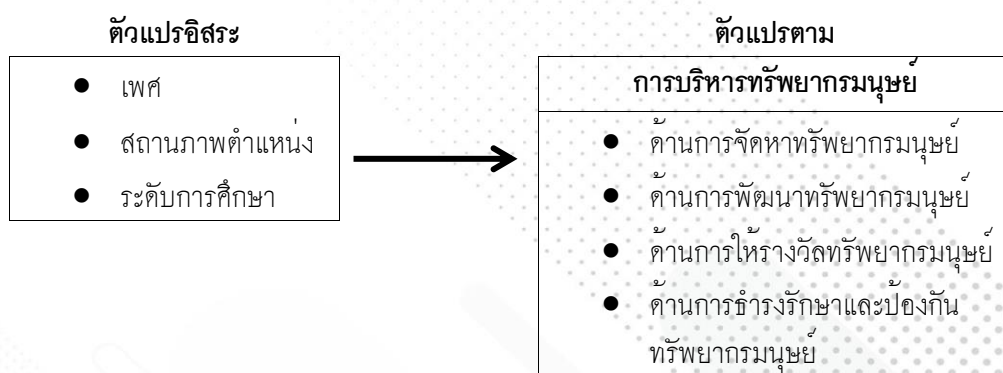 ตัวแปรอิสระ
● เพศ
● สถานภาพตำแหน่ง
● ระดับการศึกษา
ตัวแปรตาม
การบริหารทรัพยากรมนุษย์
● ด้านการจัดหาทรัพยากรมนุษย์
● ด้านการพัฒนาทรัพยากรมนุษย์
● ด้านการให้รางวัลทรัพยากรมนุษย์
● ด้านการธำรงรักษาและป้องกัน
ทรัพยากรมนุษย์